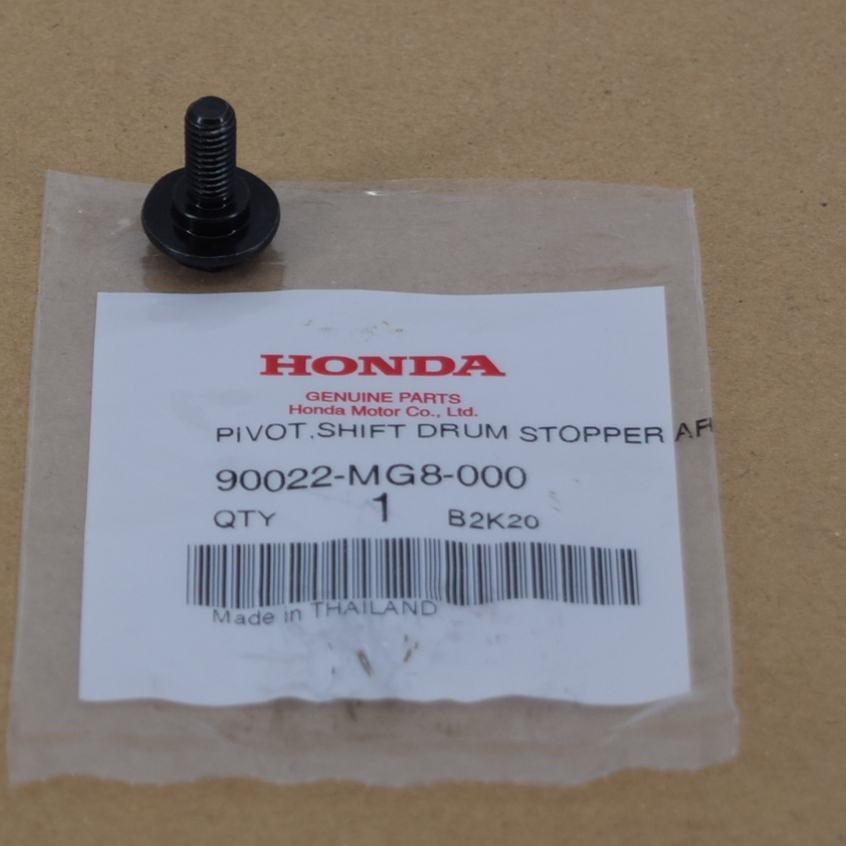 HONDA
GENUINE PARTS
Honda Motor Co., Ltd.
PIVOT,SHIFT DRUM STOPPER AR
90022-MG8-000
QTY 1 B2K20
Made in THAILAND